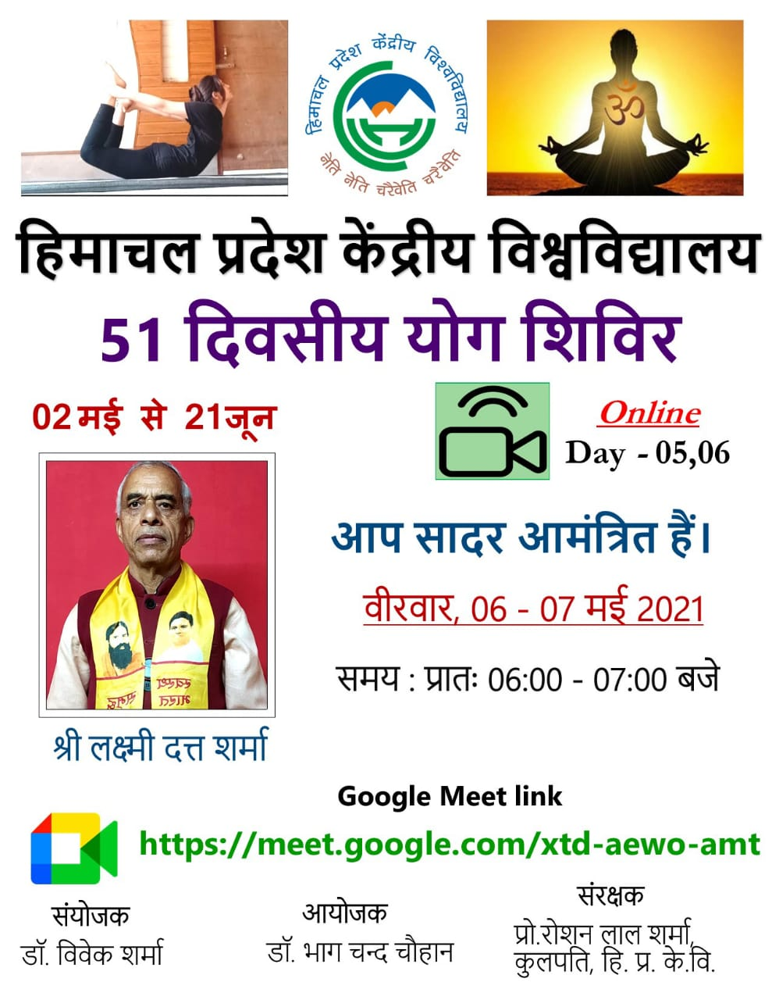 हिमाचल प्रदेश केंद्रीय विश्वविद्यालय
नेति नेति चरैवेति चरैवेति
ॐ
हिमाचल प्रदेश केंद्रीय विश्वविद्यालय
51 दिवसीय योग शिविर
02 मई से 21जून
Online
Day - 05,06
आप सादर आमंत्रित हैं।
वीरवार, 06 - 07 मई 2021
समय : प्रातः 06:00 - 07:00 बजे
श्री लक्ष्मी दत्त शर्मा
Google Meet link
https://meet.google.com/xtd-aewo-amt
संयोजक
डॉ. विवेक शर्मा
आयोजक
डॉ. भाग चन्द चौहान
संरक्षक
प्रो.रोशन लाल शर्मा,
कुलपति, हि. प्र. के.वि.